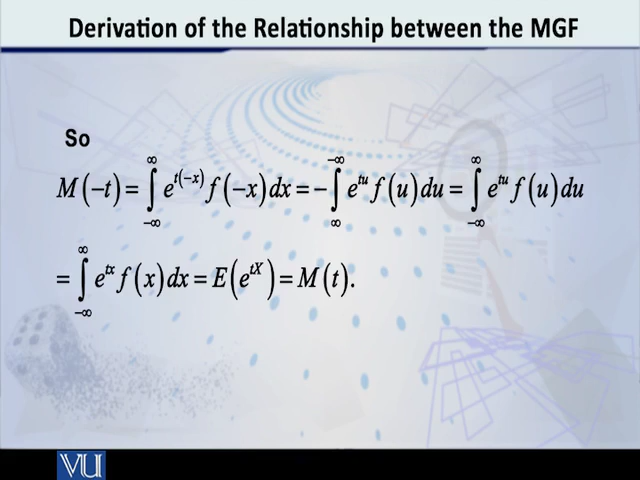 Derivation of the Relationship between the MGF
So
M(−t) = ∫_{−∞}^{∞} e^{t(−x)} f(−x) dx = −∫_{∞}^{−∞} e^{tu} f(u) du = ∫_{−∞}^{∞} e^{tu} f(u) du
= ∫_{−∞}^{∞} e^{tx} f(x) dx = E(e^{tX}) = M(t).
VU